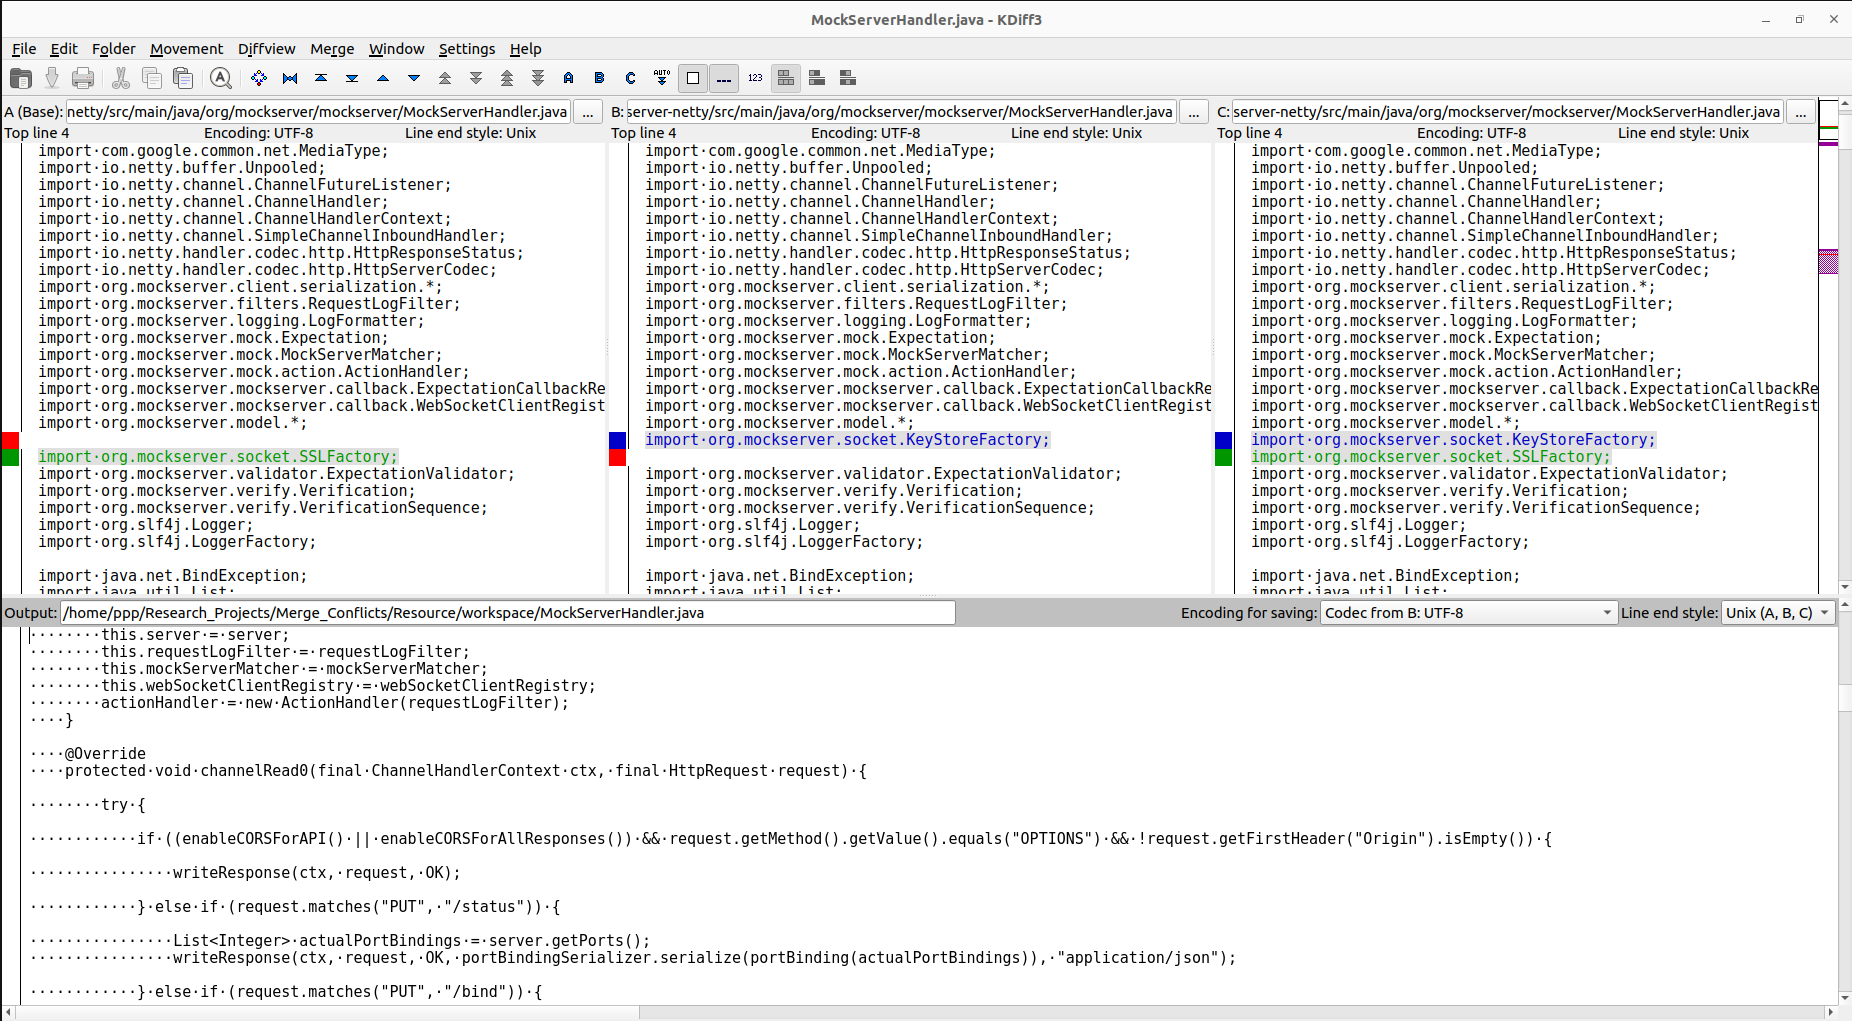 MockServerHandler.java - KDiff3
File Edit Folder Movement Diffview Merge Window Settings Help
A B C AUTO 123
A (Base): netty/src/main/java/org/mockserver/mockserver/MockServerHandler.java ...
Top line 4 Encoding: UTF-8 Line end style: Unix
import·com.google.common.net.MediaType;
import·io.netty.buffer.Unpooled;
import·io.netty.channel.ChannelFutureListener;
import·io.netty.channel.ChannelHandler;
import·io.netty.channel.ChannelHandlerContext;
import·io.netty.channel.SimpleChannelInboundHandler;
import·io.netty.handler.codec.http.HttpResponseStatus;
import·io.netty.handler.codec.http.HttpServerCodec;
import·org.mockserver.client.serialization.*;
import·org.mockserver.filters.RequestLogFilter;
import·org.mockserver.logging.LogFormatter;
import·org.mockserver.mock.Expectation;
import·org.mockserver.mock.MockServerMatcher;
import·org.mockserver.mock.action.ActionHandler;
import·org.mockserver.mockserver.callback.ExpectationCallbackRe
import·org.mockserver.mockserver.callback.WebSocketClientRegist
import·org.mockserver.model.*;
import·org.mockserver.socket.SSLFactory;
import·org.mockserver.validator.ExpectationValidator;
import·org.mockserver.verify.Verification;
import·org.mockserver.verify.VerificationSequence;
import·org.slf4j.Logger;
import·org.slf4j.LoggerFactory;
import·java.net.BindException;
import·java.util.List;
B: server-netty/src/main/java/org/mockserver/mockserver/MockServerHandler.java ...
Top line 4 Encoding: UTF-8 Line end style: Unix
import·com.google.common.net.MediaType;
import·io.netty.buffer.Unpooled;
import·io.netty.channel.ChannelFutureListener;
import·io.netty.channel.ChannelHandler;
import·io.netty.channel.ChannelHandlerContext;
import·io.netty.channel.SimpleChannelInboundHandler;
import·io.netty.handler.codec.http.HttpResponseStatus;
import·io.netty.handler.codec.http.HttpServerCodec;
import·org.mockserver.client.serialization.*;
import·org.mockserver.filters.RequestLogFilter;
import·org.mockserver.logging.LogFormatter;
import·org.mockserver.mock.Expectation;
import·org.mockserver.mock.MockServerMatcher;
import·org.mockserver.mock.action.ActionHandler;
import·org.mockserver.mockserver.callback.ExpectationCallbackRe
import·org.mockserver.mockserver.callback.WebSocketClientRegist
import·org.mockserver.model.*;
import·org.mockserver.socket.KeyStoreFactory;
import·org.mockserver.validator.ExpectationValidator;
import·org.mockserver.verify.Verification;
import·org.mockserver.verify.VerificationSequence;
import·org.slf4j.Logger;
import·org.slf4j.LoggerFactory;
import·java.net.BindException;
import·java.util.List;
C: server-netty/src/main/java/org/mockserver/mockserver/MockServerHandler.java ...
Top line 4 Encoding: UTF-8 Line end style: Unix
import·com.google.common.net.MediaType;
import·io.netty.buffer.Unpooled;
import·io.netty.channel.ChannelFutureListener;
import·io.netty.channel.ChannelHandler;
import·io.netty.channel.ChannelHandlerContext;
import·io.netty.channel.SimpleChannelInboundHandler;
import·io.netty.handler.codec.http.HttpResponseStatus;
import·io.netty.handler.codec.http.HttpServerCodec;
import·org.mockserver.client.serialization.*;
import·org.mockserver.filters.RequestLogFilter;
import·org.mockserver.logging.LogFormatter;
import·org.mockserver.mock.Expectation;
import·org.mockserver.mock.MockServerMatcher;
import·org.mockserver.mock.action.ActionHandler;
import·org.mockserver.mockserver.callback.ExpectationCallbackRe
import·org.mockserver.mockserver.callback.WebSocketClientRegist
import·org.mockserver.model.*;
import·org.mockserver.socket.KeyStoreFactory;
import·org.mockserver.socket.SSLFactory;
import·org.mockserver.validator.ExpectationValidator;
import·org.mockserver.verify.Verification;
import·org.mockserver.verify.VerificationSequence;
import·org.slf4j.Logger;
import·org.slf4j.LoggerFactory;
import·java.net.BindException;
import·java.util.List;
Output: /home/ppp/Research_Projects/Merge_Conflicts/Resource/workspace/MockServerHandler.java Encoding for saving: Codec from B: UTF-8 Line end style: Unix (A, B, C)
········this.server·=·server;
········this.requestLogFilter·=·requestLogFilter;
········this.mockServerMatcher·=·mockServerMatcher;
········this.webSocketClientRegistry·=·webSocketClientRegistry;
········actionHandler·=·new·ActionHandler(requestLogFilter);
····}
····@Override
····protected·void·channelRead0(final·ChannelHandlerContext·ctx,·final·HttpRequest·request)·{
········try·{
············if·((enableCORSForAPI()·||·enableCORSForAllResponses())·&&·request.getMethod().getValue().equals("OPTIONS")·&&·!request.getFirstHeader("Origin").isEmpty())·{
················writeResponse(ctx,·request,·OK);
············}·else·if·(request.matches("PUT",·"/status"))·{
················List<Integer>·actualPortBindings·=·server.getPorts();
················writeResponse(ctx,·request,·OK,·portBindingSerializer.serialize(portBinding(actualPortBindings)),·"application/json");
············}·else·if·(request.matches("PUT",·"/bind"))·{